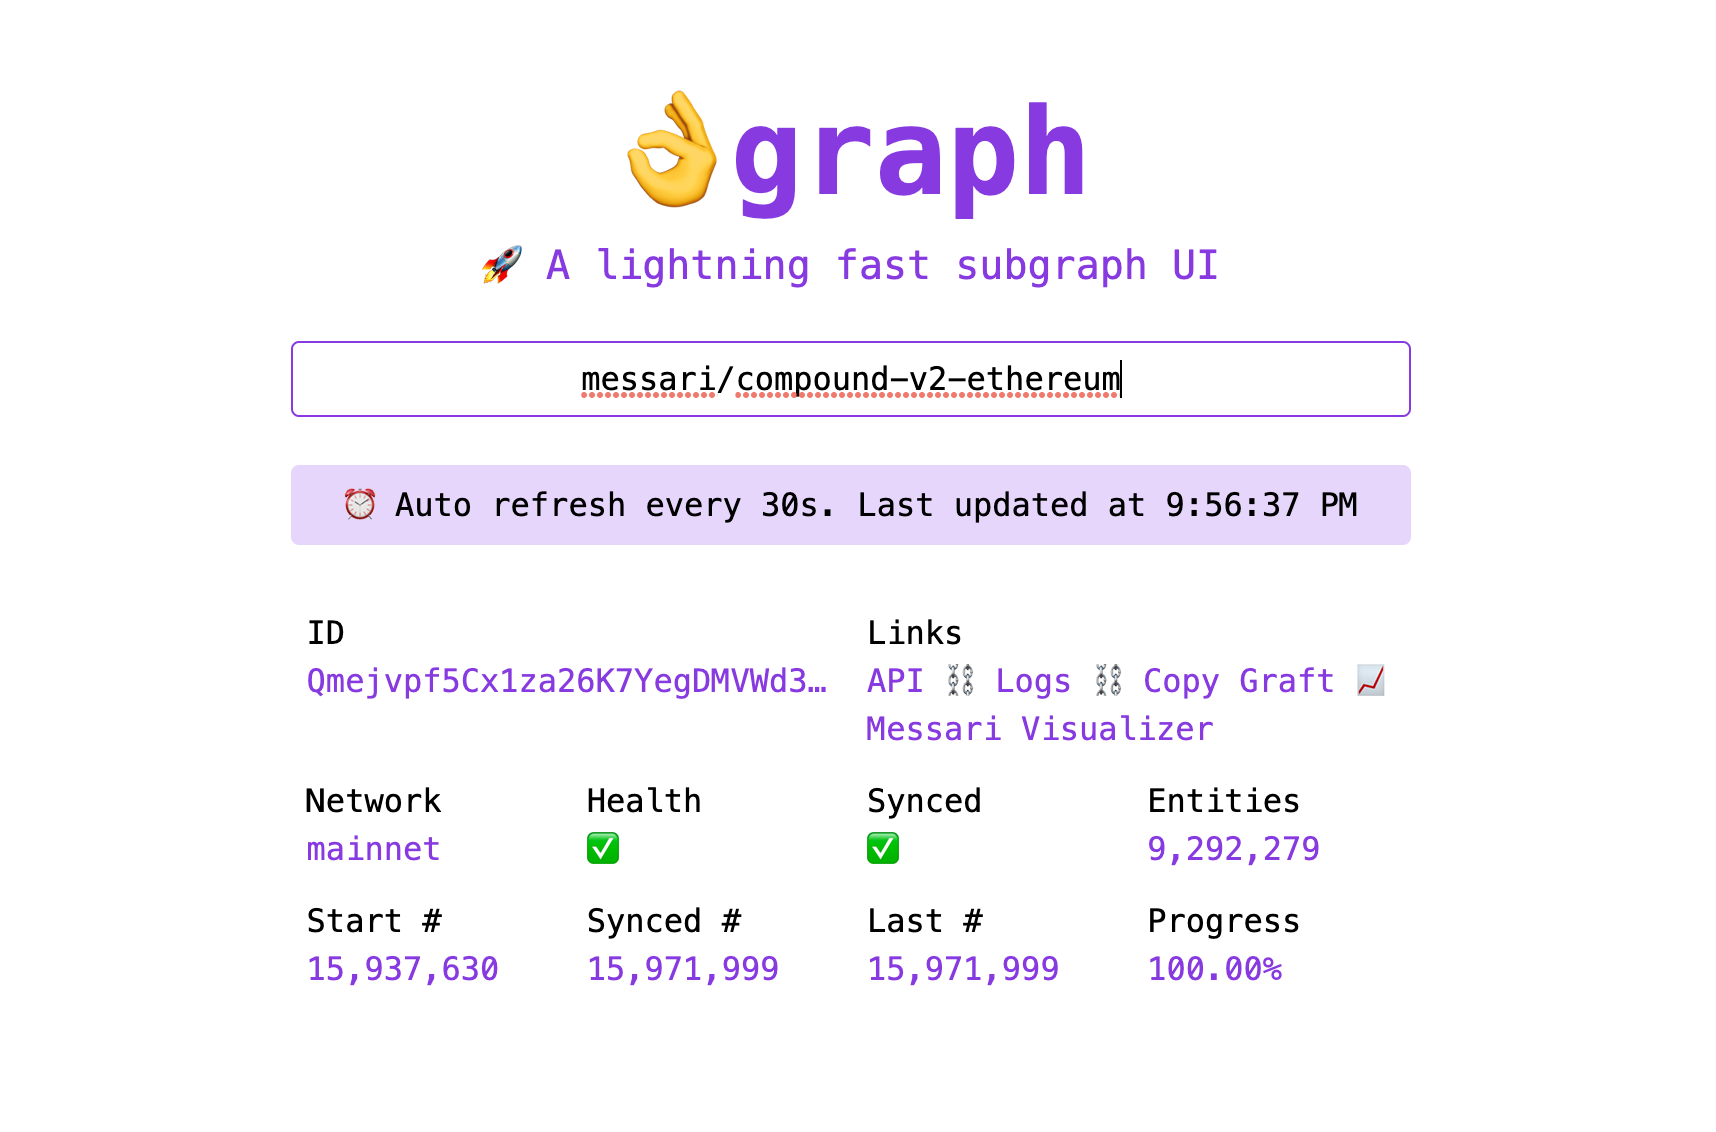 👌graph
🚀 A lightning fast subgraph UI
messari/compound-v2-ethereum
⏰ Auto refresh every 30s. Last updated at 9:56:37 PM
ID
Qmejvpf5Cx1za26K7YegDMVWd3…
Links
API ⛓ Logs ⛓ Copy Graft 📈
Messari Visualizer
Network Health Synced Entities
mainnet ✅ ✅ 9,292,279
Start # Synced # Last # Progress
15,937,630 15,971,999 15,971,999 100.00%